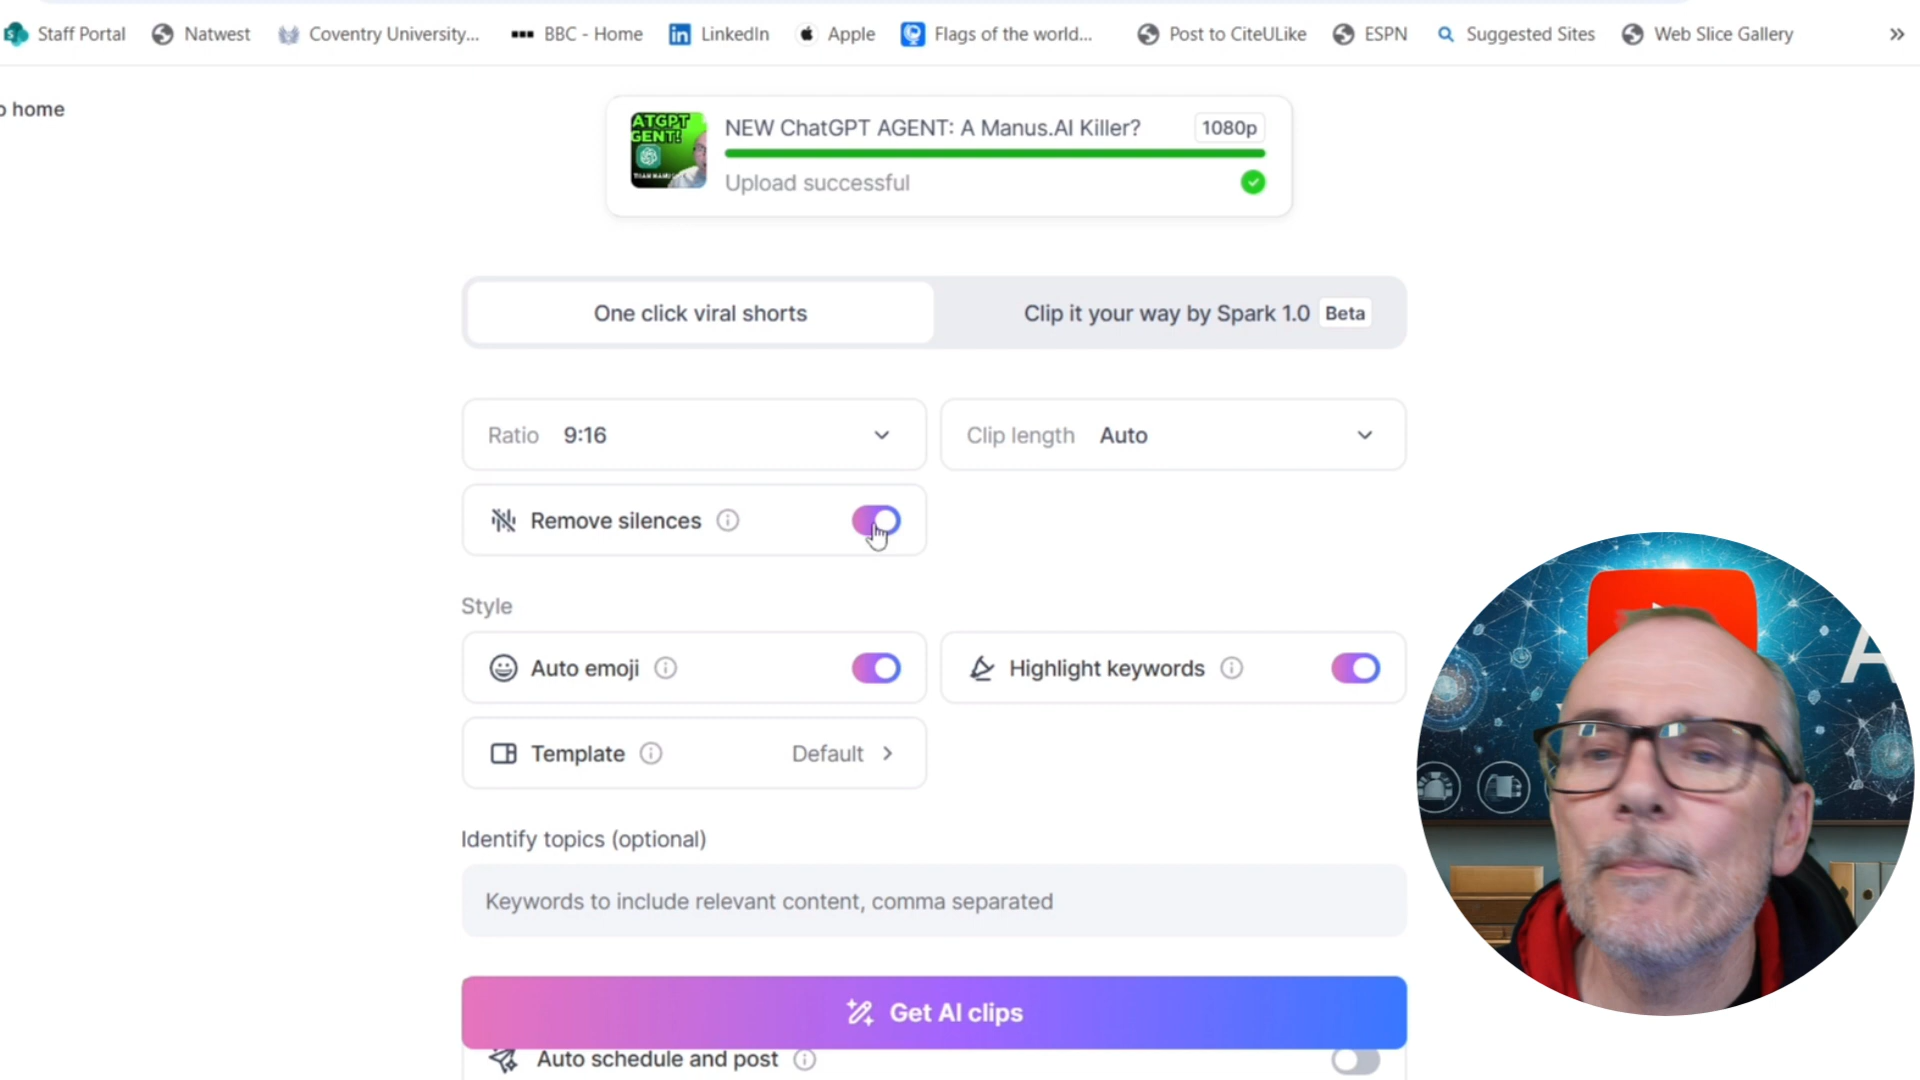 Staff Portal Natwest Coventry University... BBC - Home LinkedIn Apple Flags of the world... Post to CiteULike ESPN Suggested Sites Web Slice Gallery »
o home
ATGPT
GENT!
NEW ChatGPT AGENT: A Manus.AI Killer? 1080p
Upload successful
One click viral shorts Clip it your way by Spark 1.0 Beta
Ratio 9:16 Clip length Auto
Remove silences
Style
Auto emoji Highlight keywords
Template Default
Identify topics (optional)
Keywords to include relevant content, comma separated
Get AI clips
Auto schedule and post